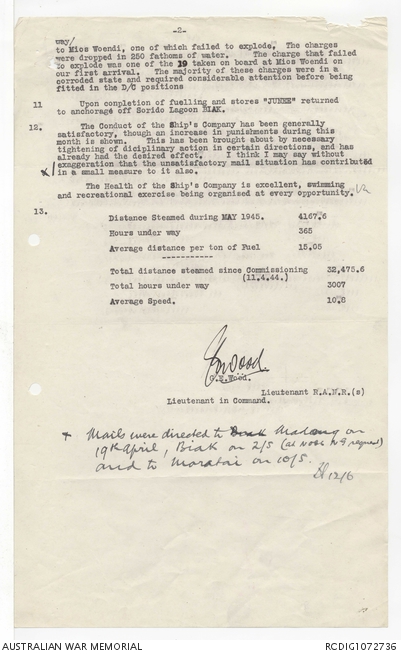 -2-
way/
to Mios Woendi, one of which failed to explode. The charges
were dropped in 250 fathoms of water. The charge that failed
to explode was one of the 19 taken on board at Mios Woendi on
our first arrival. The majority of these charges were in a
corroded state and required considerable attention before being
fitted in the D/C positions
11 Upon completion of fuelling and stores "JUNEE" returned
to anchorage off Sorido Lagoon BIAK.
12. The Conduct of the Ship's Company has been generally
satisfactory, though an increase in punishments during this
month is shown. This has been brought about by necessary
tightening of diciplinary action in certain directions, and has
already had the desired effect. I think I may say without
exaggeration that the unsatisfactory mail situation has contributed
x/ in a small measure to it also.
The Health of the Ship's Company is excellent, swimming
and recreational exercise being organised at every opportunity.
13.
Distance Steamed during MAY 1945. 4167.6
Hours under way 365
Average distance per ton of Fuel 15.05
-----------
Total distance steamed since Commissioning 32,475.6
(11.4.44.)
Total hours under way 3007
Average Speed. 10.8
Wood.
G.E.Wood.
Lieutenant R.A.N.R.(s)
Lieutenant in Command.
x Mails were directed to Madang on
19th April, Biak on 2/5 (at NOIC NG request)
and to Morotai on 10/5.
12/6
AUSTRALIAN WAR MEMORIAL
RCDIG1072736